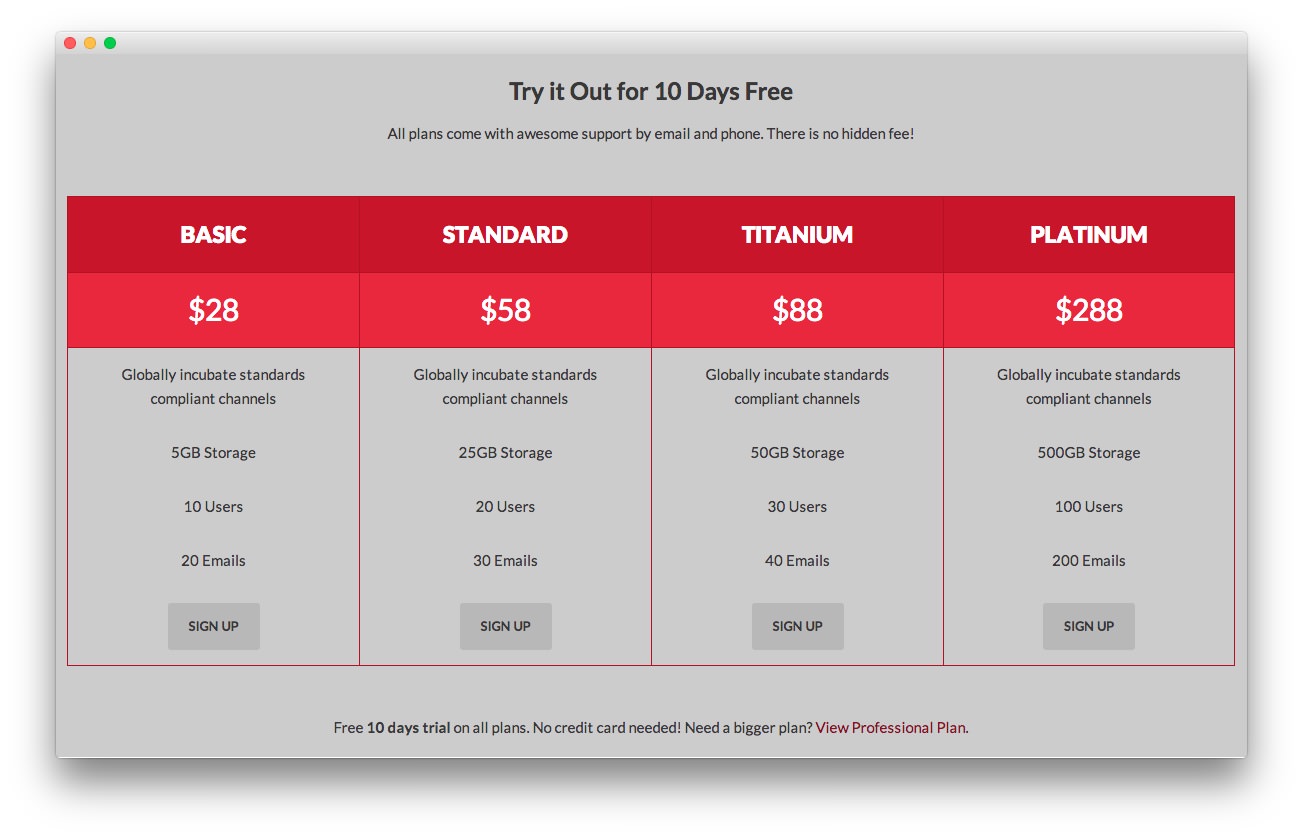 Try it Out for 10 Days Free
All plans come with awesome support by email and phone. There is no hidden fee!
BASIC
$28
Globally incubate standards
compliant channels
5GB Storage
10 Users
20 Emails
SIGN UP
STANDARD
$58
Globally incubate standards
compliant channels
25GB Storage
20 Users
30 Emails
SIGN UP
TITANIUM
$88
Globally incubate standards
compliant channels
50GB Storage
30 Users
40 Emails
SIGN UP
PLATINUM
$288
Globally incubate standards
compliant channels
500GB Storage
100 Users
200 Emails
SIGN UP
Free 10 days trial on all plans. No credit card needed! Need a bigger plan? View Professional Plan.